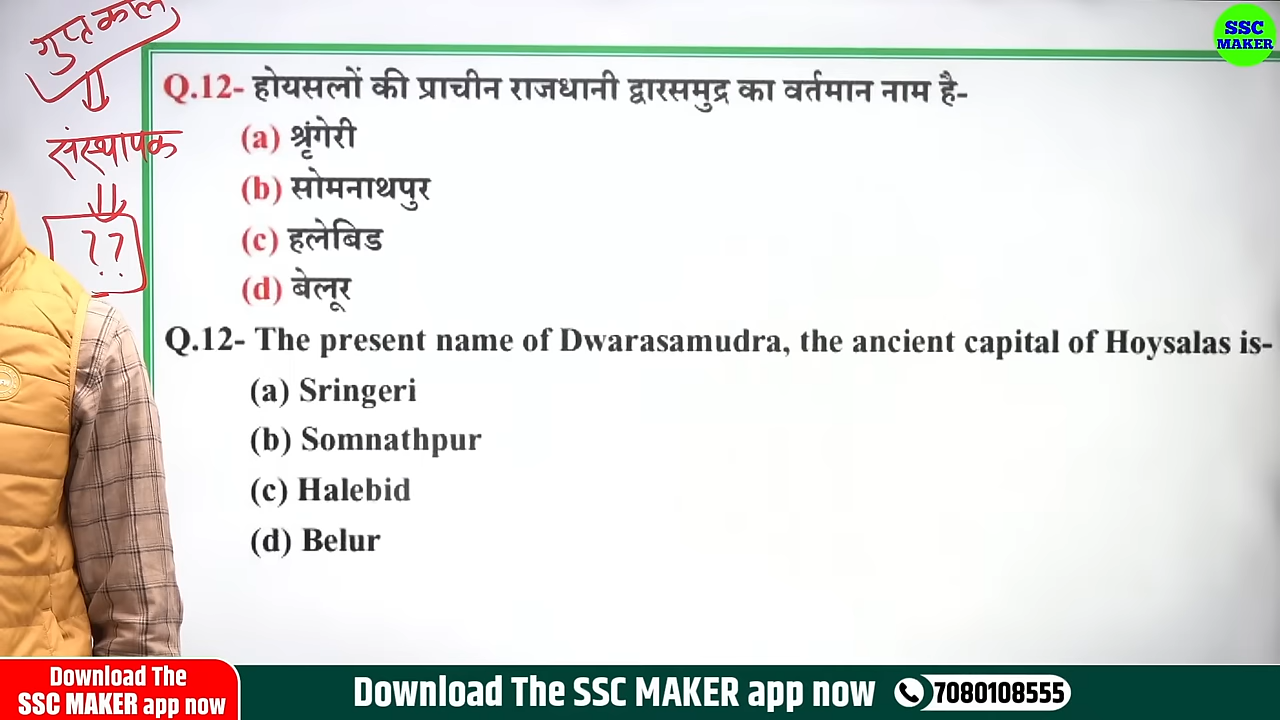 गुप्तकाल
संस्थापक
??
SSC
MAKER
Q.12- होयसलों की प्राचीन राजधानी द्वारसमुद्र का वर्तमान नाम है-
(a) श्रृंगेरी
(b) सोमनाथपुर
(c) हलेबिड
(d) बेलूर
Q.12- The present name of Dwarasamudra, the ancient capital of Hoysalas is-
(a) Sringeri
(b) Somnathpur
(c) Halebid
(d) Belur
Download The
SSC MAKER app now
Download The SSC MAKER app now 7080108555